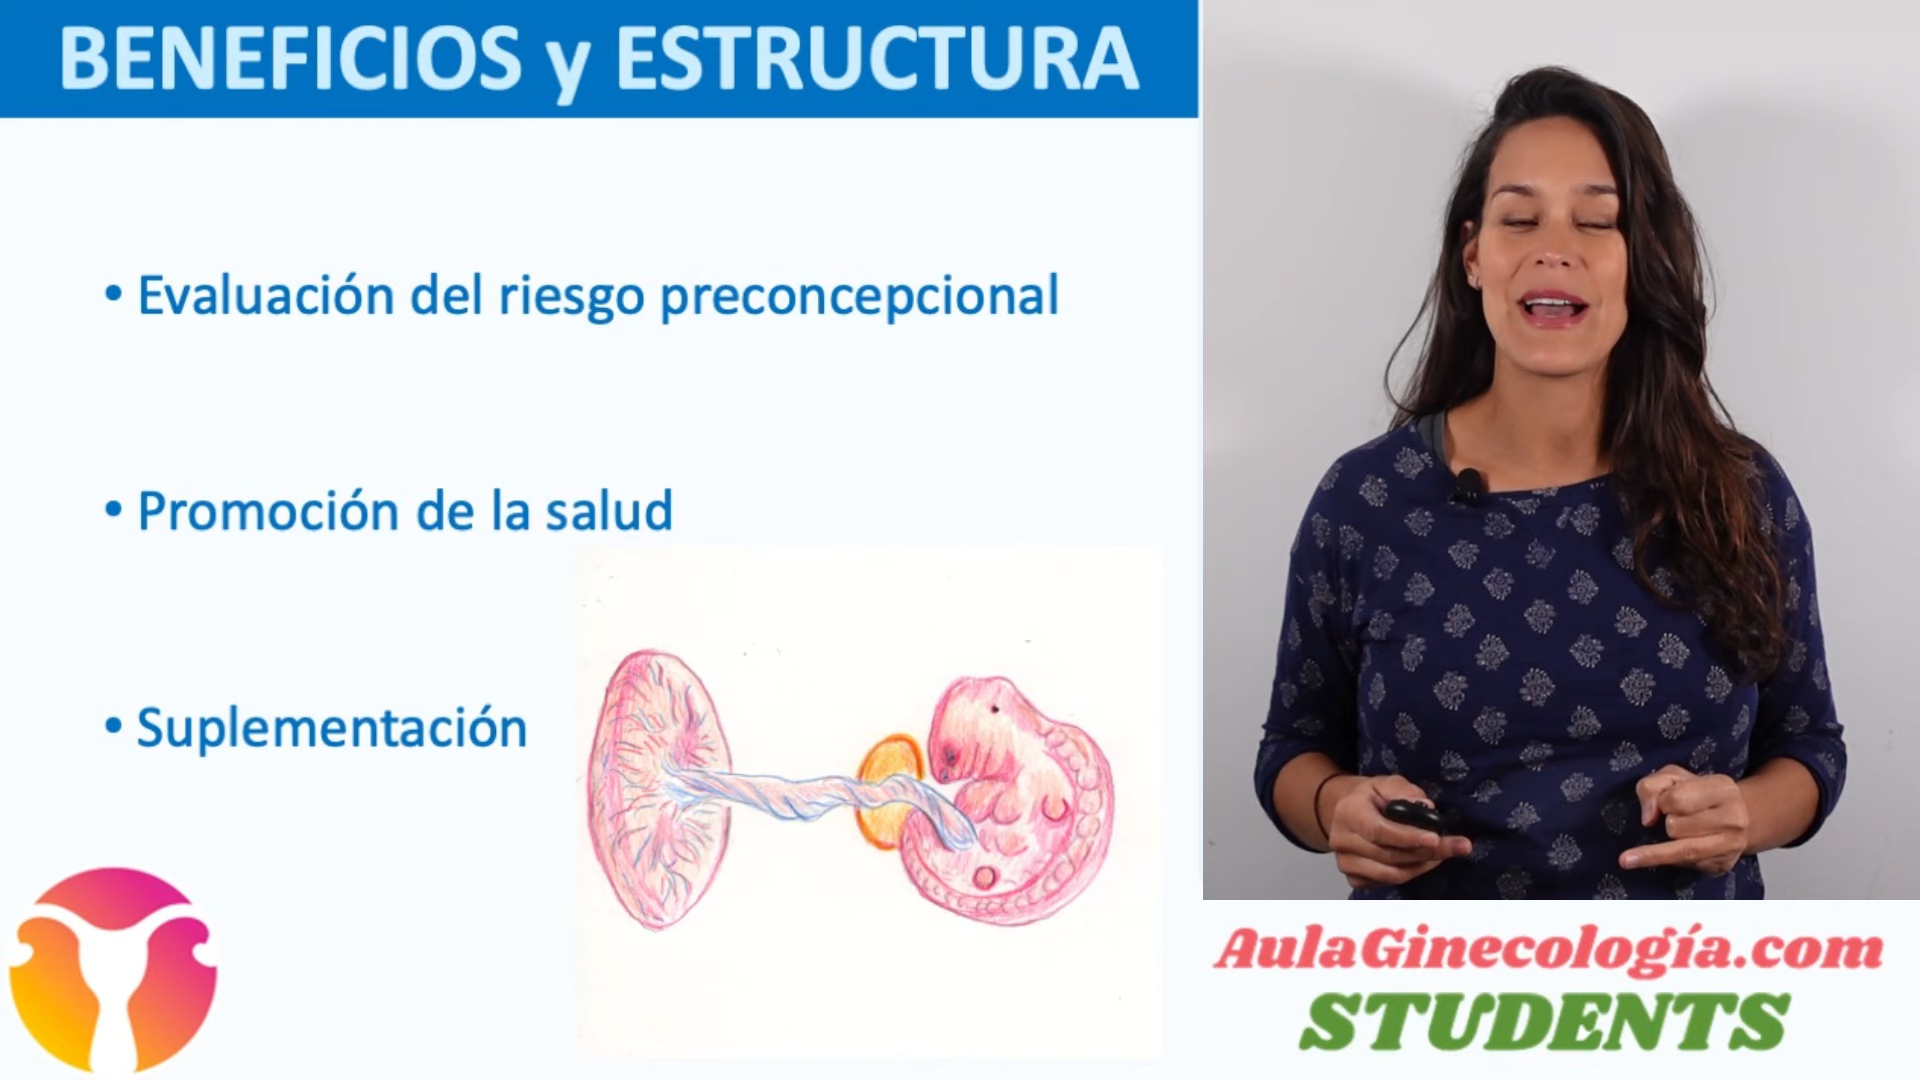 BENEFICIOS y ESTRUCTURA
• Evaluación del riesgo preconcepcional
• Promoción de la salud
• Suplementación
AulaGinecología.com
STUDENTS